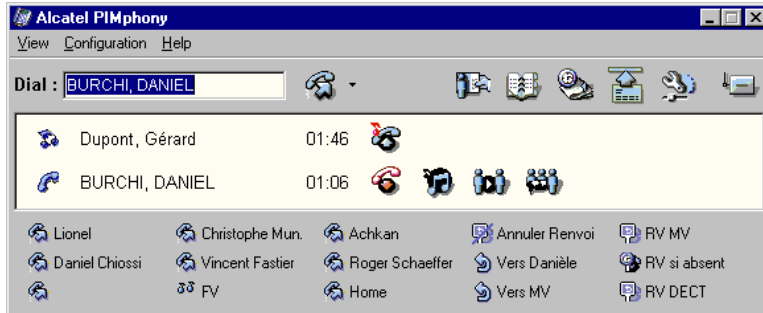 Alcatel PIMphony
View Configuration Help
Dial : BURCHI, DANIEL
Dupont, Gérard 01:46
BURCHI, DANIEL 01:06
Lionel Christophe Mun. Achkan Annuler Renvoi RV MV
Daniel Chiossi Vincent Fastier Roger Schaeffer Vers Danièle RV si absent
FV Home Vers MV RV DECT